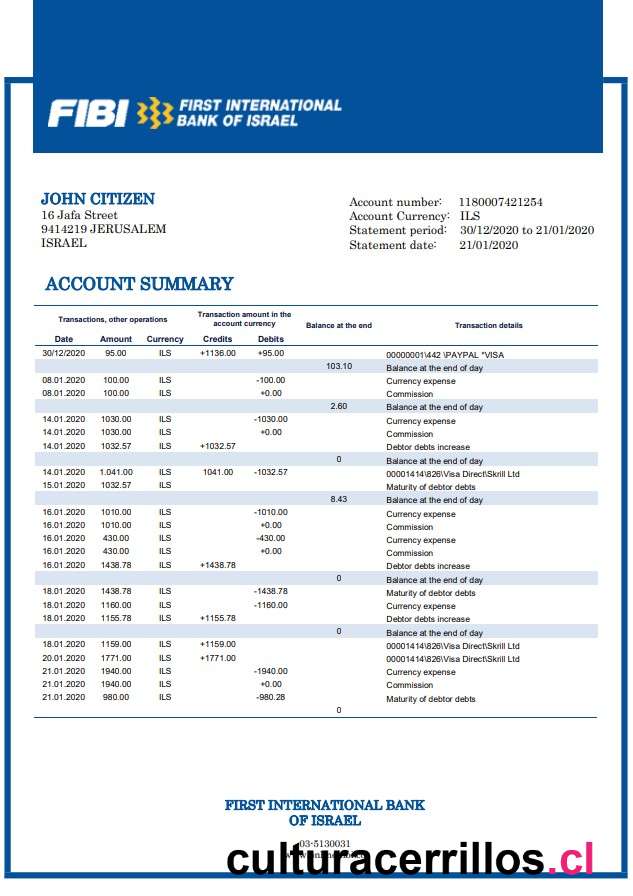 FIBI FIRST INTERNATIONAL
BANK OF ISRAEL
JOHN CITIZEN
16 Jafa Street
9414219 JERUSALEM
ISRAEL
Account number: 1180007421254
Account Currency: ILS
Statement period: 30/12/2020 to 21/01/2020
Statement date: 21/01/2020
ACCOUNT SUMMARY
Transactions, other operations Transaction amount in the account currency Balance at the end Transaction details
Date Amount Currency Credits Debits
30/12/2020 95.00 ILS +1136.00 +95.00 00000001\442 \PAYPAL *VISA
103.10 Balance at the end of day
08.01.2020 100.00 ILS -100.00 Currency expense
08.01.2020 100.00 ILS +0.00 Commission
2.60 Balance at the end of day
14.01.2020 1030.00 ILS -1030.00 Currency expense
14.01.2020 1030.00 ILS +0.00 Commission
14.01.2020 1032.57 ILS +1032.57 Debtor debts increase
0 Balance at the end of day
14.01.2020 1.041.00 ILS 1041.00 -1032.57 00001414\826\Visa Direct\Skrill Ltd
15.01.2020 1032.57 ILS Maturity of debtor debts
8.43 Balance at the end of day
16.01.2020 1010.00 ILS -1010.00 Currency expense
16.01.2020 1010.00 ILS +0.00 Commission
16.01.2020 430.00 ILS -430.00 Currency expense
16.01.2020 430.00 ILS +0.00 Commission
16.01.2020 1438.78 ILS +1438.78 Debtor debts increase
0 Balance at the end of day
18.01.2020 1438.78 ILS -1438.78 Maturity of debtor debts
18.01.2020 1160.00 ILS -1160.00 Currency expense
18.01.2020 1155.78 ILS +1155.78 Debtor debts increase
0 Balance at the end of day
18.01.2020 1159.00 ILS +1159.00 00001414\826\Visa Direct\Skrill Ltd
20.01.2020 1771.00 ILS +1771.00 00001414\826\Visa Direct\Skrill Ltd
21.01.2020 1940.00 ILS -1940.00 Currency expense
21.01.2020 1940.00 ILS +0.00 Commission
21.01.2020 980.00 ILS -980.28 Maturity of debtor debts
0
FIRST INTERNATIONAL BANK
OF ISRAEL
03-5130031
culturacerrillos.cl